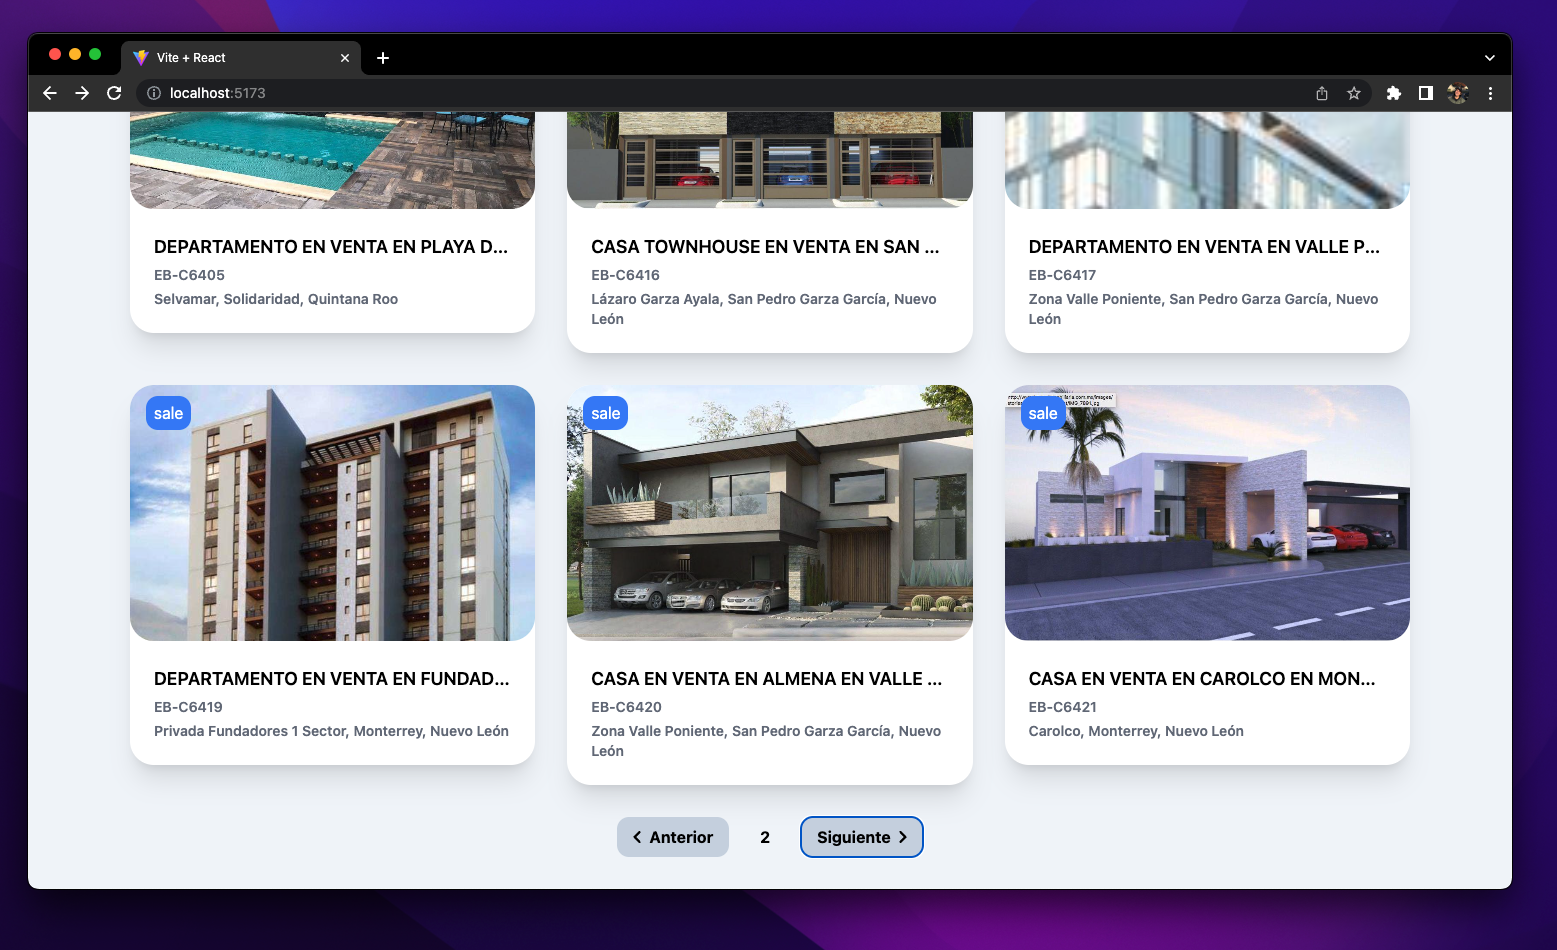 Vite + React
localhost:5173
DEPARTAMENTO EN VENTA EN PLAYA D...
EB-C6405
Selvamar, Solidaridad, Quintana Roo
CASA TOWNHOUSE EN VENTA EN SAN ...
EB-C6416
Lázaro Garza Ayala, San Pedro Garza García, Nuevo
León
DEPARTAMENTO EN VENTA EN VALLE P...
EB-C6417
Zona Valle Poniente, San Pedro Garza García, Nuevo
León
sale
DEPARTAMENTO EN VENTA EN FUNDAD...
EB-C6419
Privada Fundadores 1 Sector, Monterrey, Nuevo León
sale
CASA EN VENTA EN ALMENA EN VALLE ...
EB-C6420
Zona Valle Poniente, San Pedro Garza García, Nuevo
León
sale
CASA EN VENTA EN CAROLCO EN MON...
EB-C6421
Carolco, Monterrey, Nuevo León
Anterior
2
Siguiente